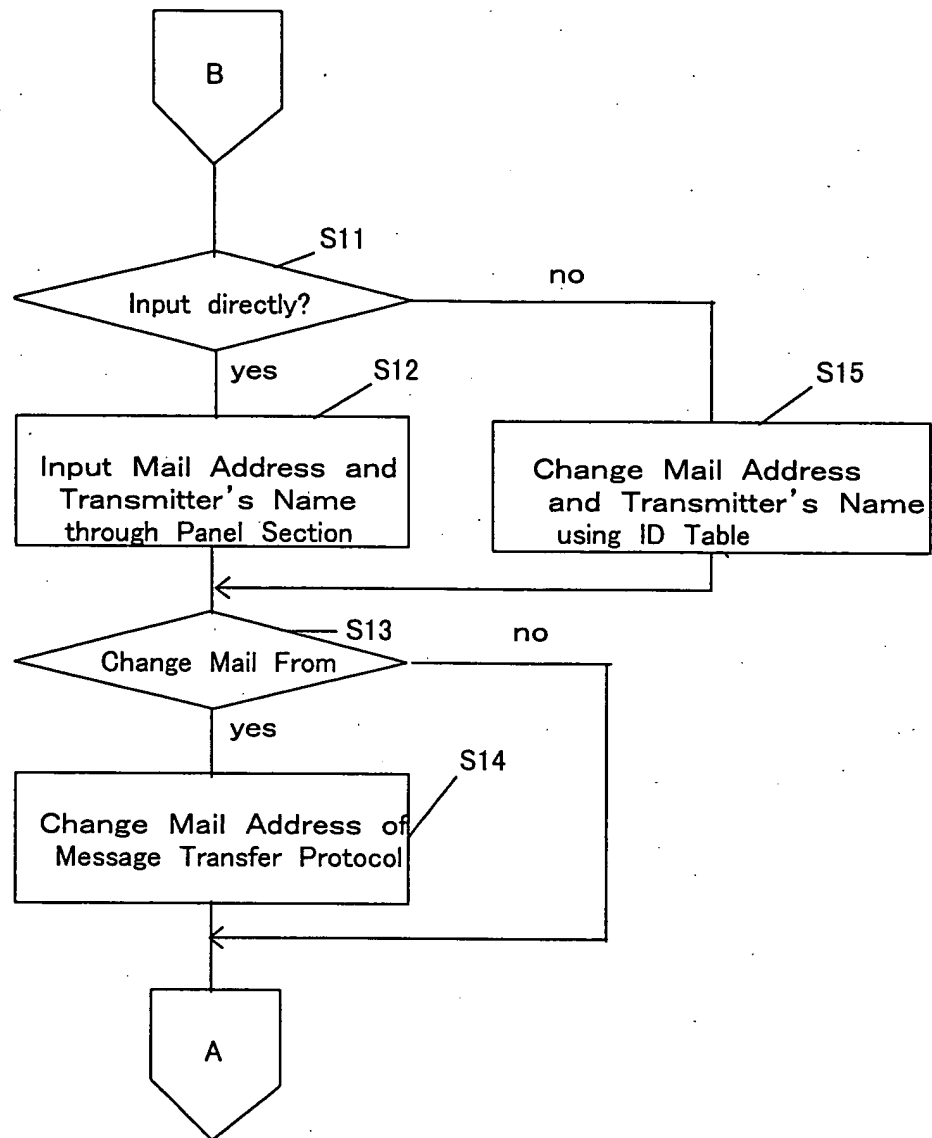 B
S11
no
Input directly?
yes
S12
S15
Input Mail Address and
Transmitter's Name
through Panel Section
Change Mail Address
and Transmitter's Name
using ID Table
S13
no
Change Mail From
yes
S14
Change Mail Address of
Message Transfer Protocol
A